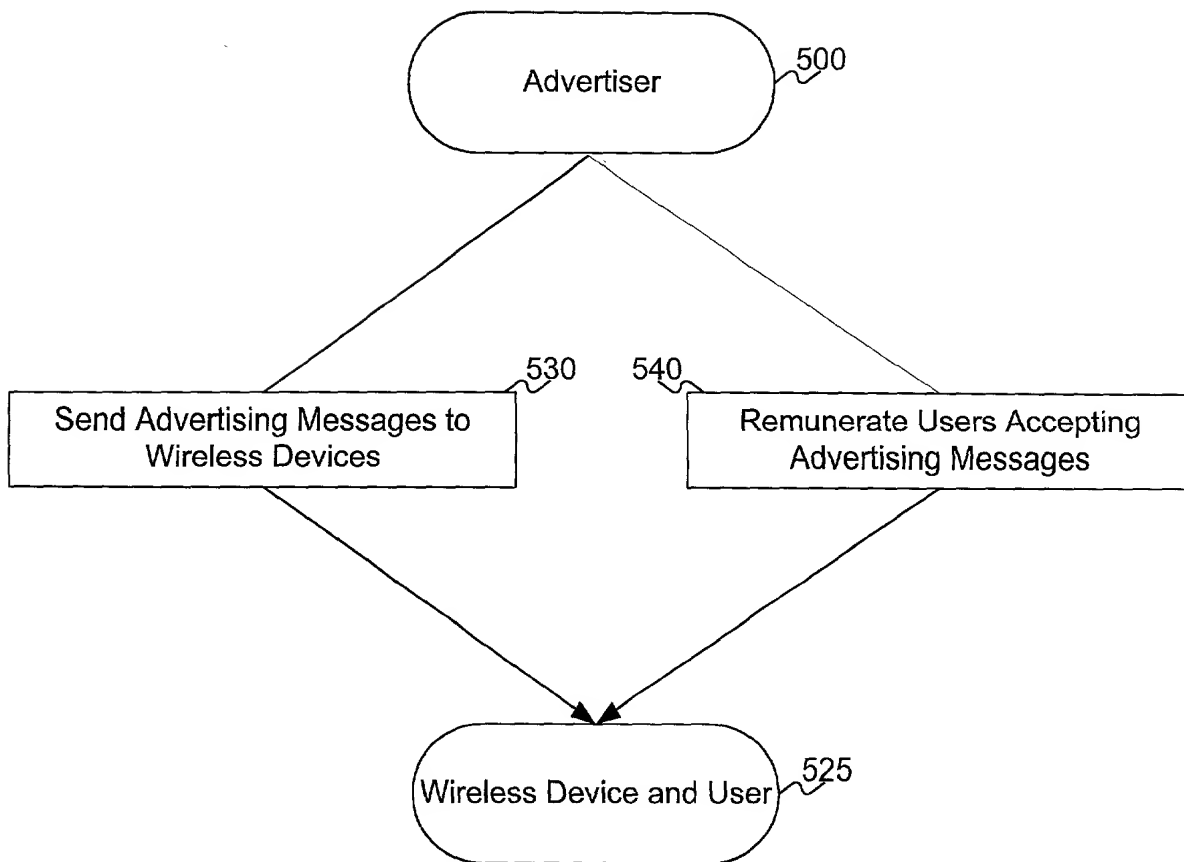 Advertiser
500
530
540
Send Advertising Messages to
Wireless Devices
Remunerate Users Accepting
Advertising Messages
Wireless Device and User
525